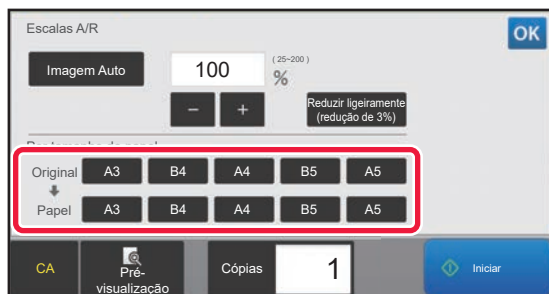 Escalas A/R
OK
Imagem Auto
100
(25~200)
%
−
+
Reduzir ligeiramente
(redução de 3%)
Original
A3
B4
A4
B5
A5
Papel
A3
B4
A4
B5
A5
CA
Pré-
visualização
Cópias
1
Iniciar